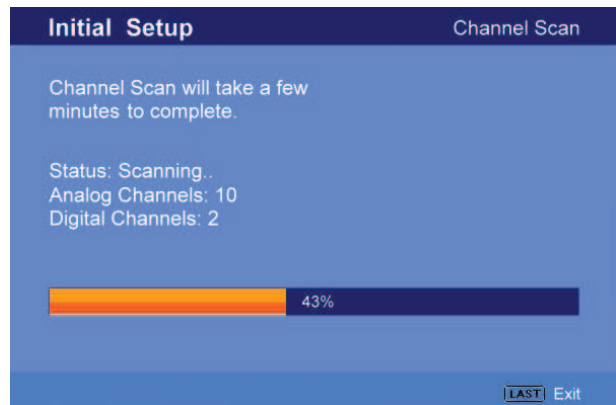 Initial Setup
Channel Scan
Channel Scan will take a few
minutes to complete.
Status: Scanning..
Analog Channels: 10
Digital Channels: 2
43%
LAST Exit